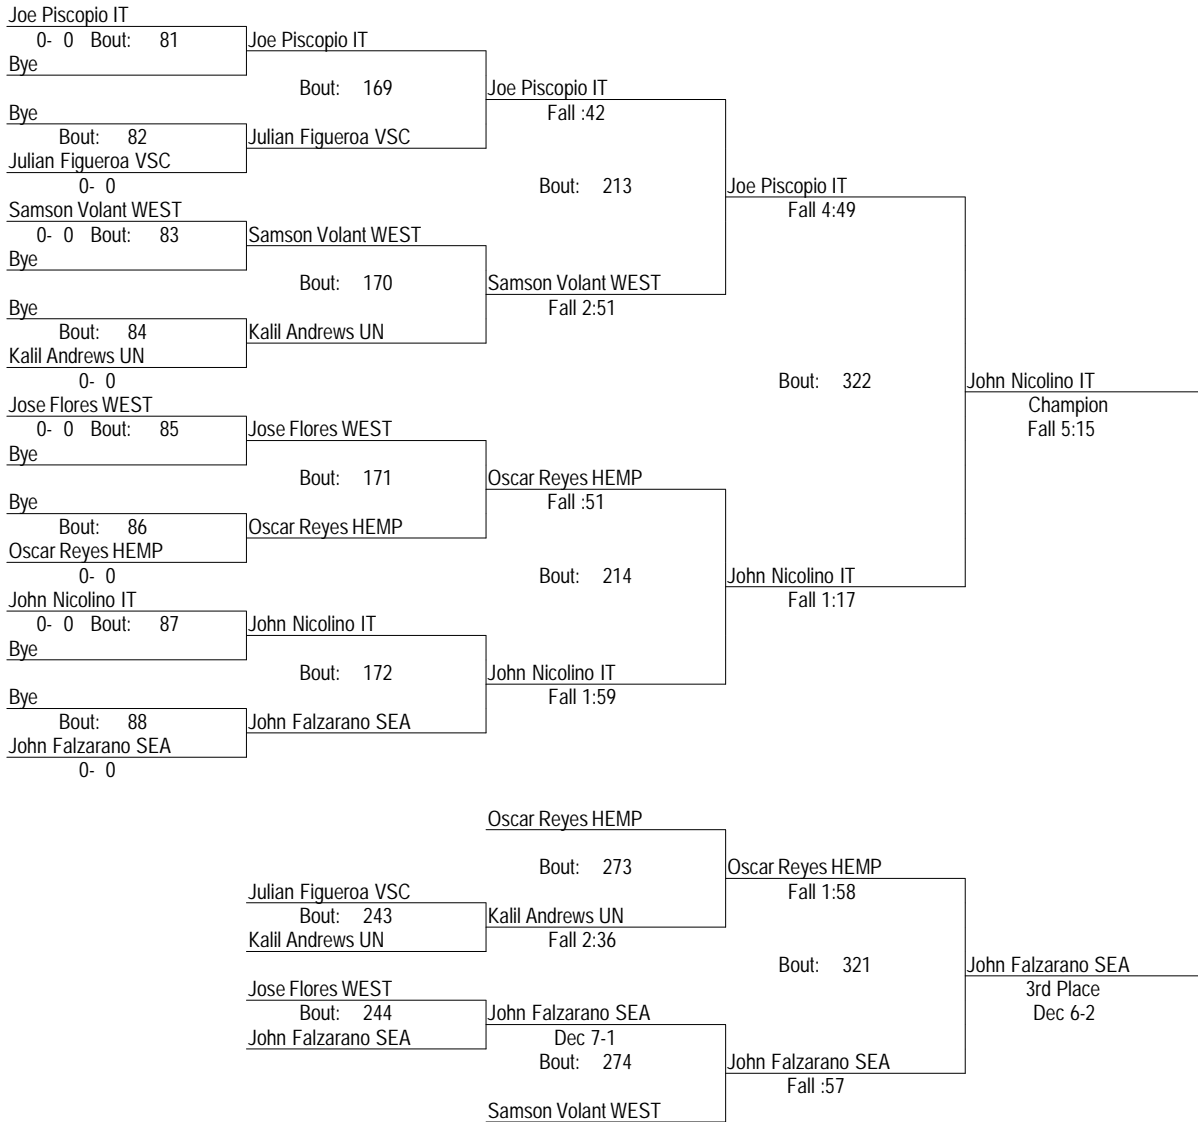 Joe Piscopio IT
0- 0 Bout: 81
Bye
Joe Piscopio IT
Bout: 169
Bye
Bout: 82
Julian Figueroa VSC
0- 0
Julian Figueroa VSC
Joe Piscopio IT
Fall :42
Bout: 213
Samson Volant WEST
0- 0 Bout: 83
Bye
Samson Volant WEST
Bout: 170
Bye
Bout: 84
Kalil Andrews UN
0- 0
Kalil Andrews UN
Samson Volant WEST
Fall 2:51
Joe Piscopio IT
Fall 4:49
Bout: 322
Jose Flores WEST
0- 0 Bout: 85
Bye
Jose Flores WEST
Bout: 171
Bye
Bout: 86
Oscar Reyes HEMP
0- 0
Oscar Reyes HEMP
Oscar Reyes HEMP
Fall :51
Bout: 214
John Nicolino IT
0- 0 Bout: 87
Bye
John Nicolino IT
Bout: 172
Bye
Bout: 88
John Falzarano SEA
0- 0
John Falzarano SEA
John Nicolino IT
Fall 1:59
John Nicolino IT
Fall 1:17
John Nicolino IT
Champion
Fall 5:15
Oscar Reyes HEMP
Bout: 273
Julian Figueroa VSC
Bout: 243
Kalil Andrews UN
Kalil Andrews UN
Fall 2:36
Oscar Reyes HEMP
Fall 1:58
Bout: 321
Jose Flores WEST
Bout: 244
John Falzarano SEA
John Falzarano SEA
Dec 7-1
Bout: 274
Samson Volant WEST
John Falzarano SEA
Fall :57
John Falzarano SEA
3rd Place
Dec 6-2